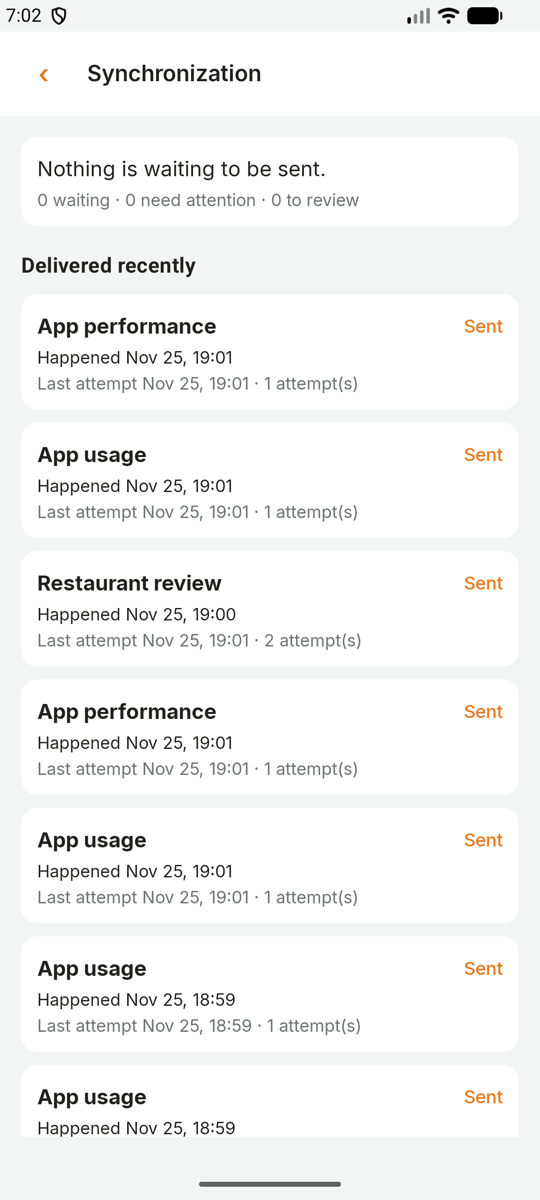 7:02
Synchronization
Nothing is waiting to be sent.
0 waiting · 0 need attention · 0 to review
Delivered recently
App performance
Sent
Happened Nov 25, 19:01
Last attempt Nov 25, 19:01 · 1 attempt(s)
App usage
Sent
Happened Nov 25, 19:01
Last attempt Nov 25, 19:01 · 1 attempt(s)
Restaurant review
Sent
Happened Nov 25, 19:00
Last attempt Nov 25, 19:01 · 2 attempt(s)
App performance
Sent
Happened Nov 25, 19:01
Last attempt Nov 25, 19:01 · 1 attempt(s)
App usage
Sent
Happened Nov 25, 19:01
Last attempt Nov 25, 19:01 · 1 attempt(s)
App usage
Sent
Happened Nov 25, 18:59
Last attempt Nov 25, 18:59 · 1 attempt(s)
App usage
Sent
Happened Nov 25, 18:59